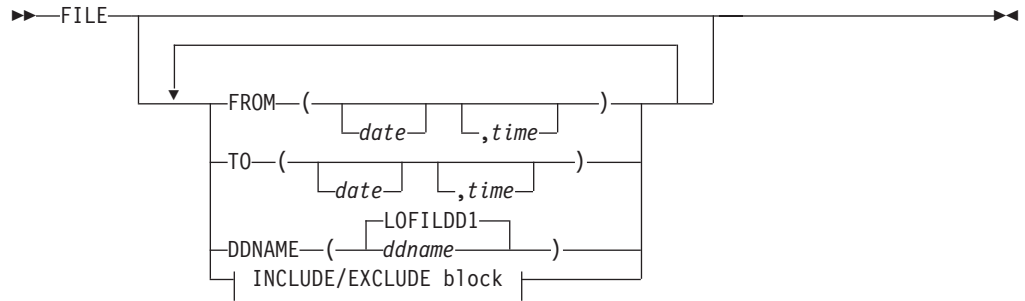 FILE
FROM ( date ,time )
TO ( date ,time )
LOFILDD1
DDNAME ( ddname )
INCLUDE/EXCLUDE block